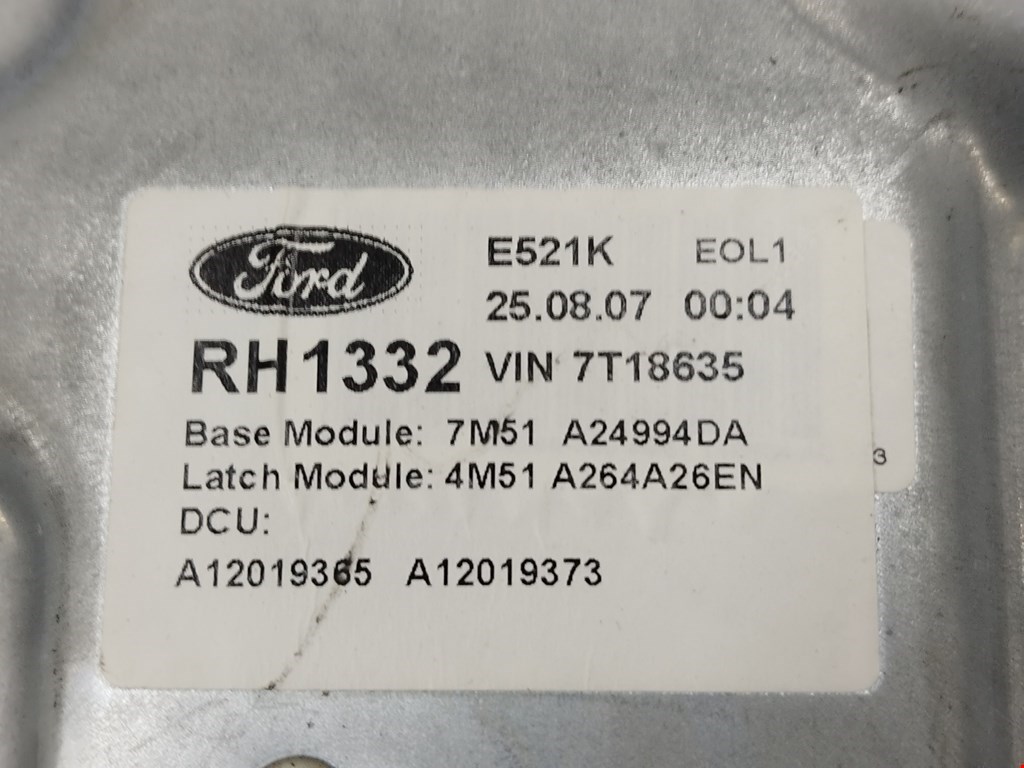 Ford
E521K EOL1
25.08.07 00:04
RH1332 VIN 7T18635
Base Module: 7M51 A24994DA
Latch Module: 4M51 A264A26EN
3
DCU:
A12019365 A12019373